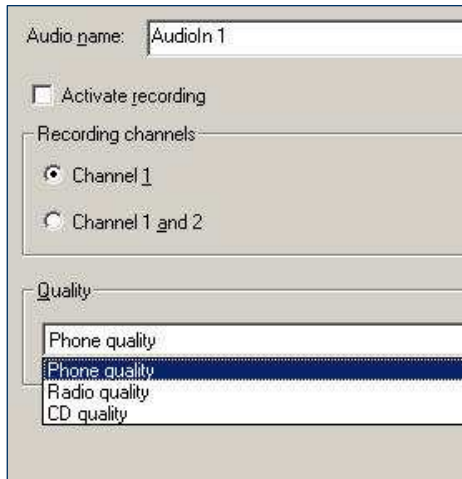 Audio name: AudioIn 1
Activate recording
Recording channels
Channel 1
Channel 1 and 2
Quality
Phone quality
Phone quality
Radio quality
CD quality